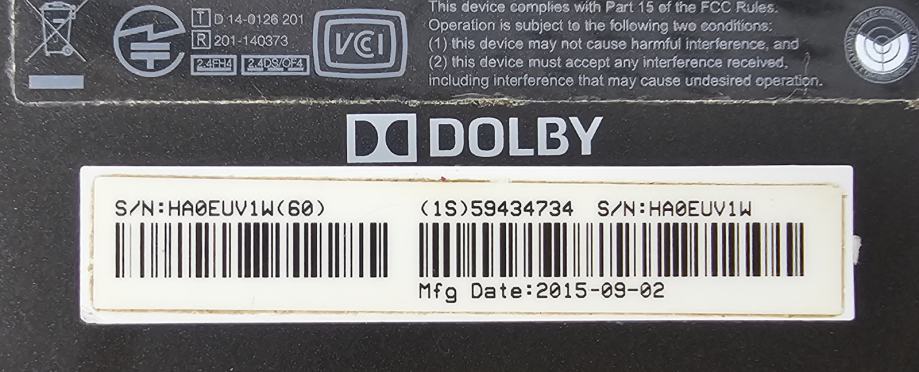 This device complies with Part 15 of the FCC Rules.
Operation is subject to the following two conditions:
(1) this device may not cause harmful interference, and
(2) this device must accept any interference received,
including interference that may cause undesired operation.
T D 14-0126 201
R 201-140373
2.4FH4 2.4DS/OF4
VCI
DOLBY
S/N:HA0EUV1W(60)
(1S)59434734 S/N:HA0EUV1W
Mfg Date:2015-09-02